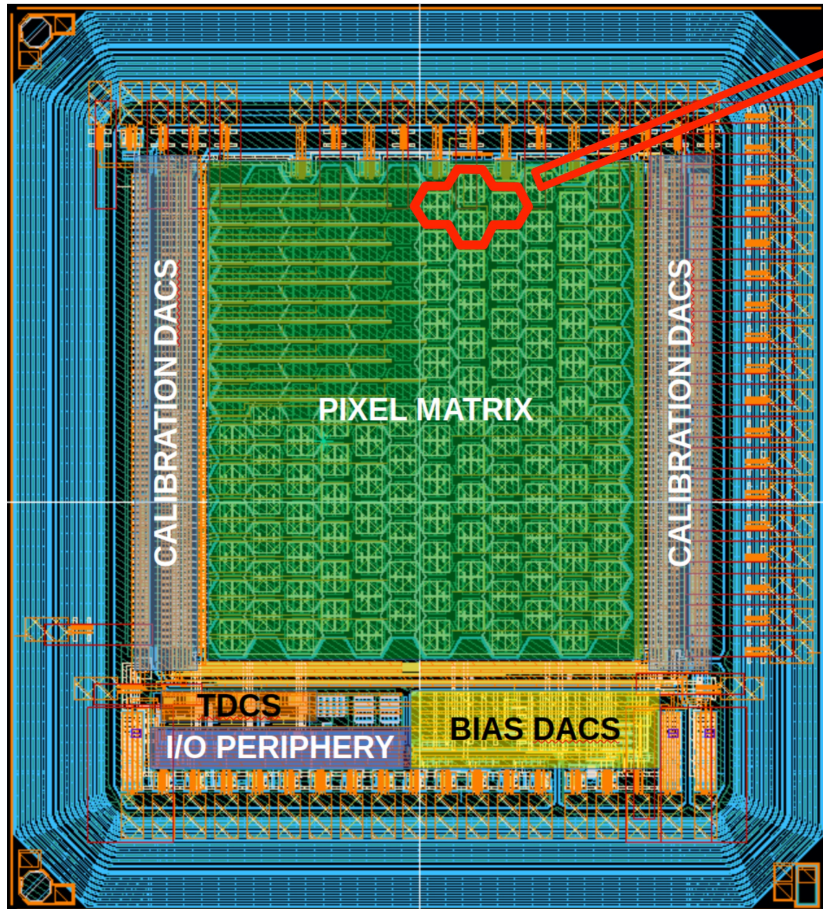 CALIBRATION DACS
PIXEL MATRIX
CALIBRATION DACS
TDCS
BIAS DACS
I/O PERIPHERY